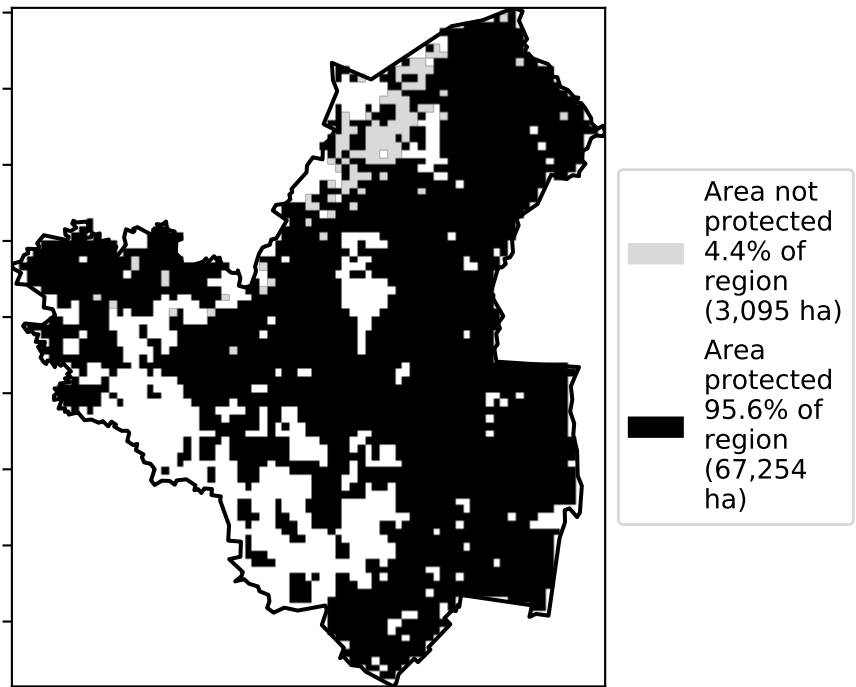 Area not
protected
4.4% of
region
(3,095 ha)
Area
protected
95.6% of
region
(67,254
ha)